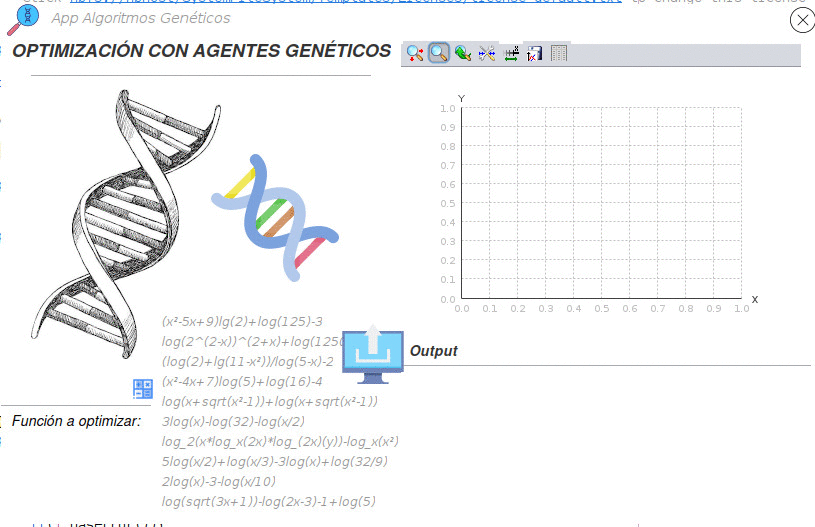 App Algoritmos Genéticos
OPTIMIZACIÓN CON AGENTES GENÉTICOS
Y
1.0
0.9
0.8
0.7
0.6
0.5
0.4
0.3
0.2
0.1
0.0
X
0.0 0.1 0.2 0.3 0.4 0.5 0.6 0.7 0.8 0.9 1.0
Output
Función a optimizar:
(x²-5x+9)lg(2)+log(125)-3
log(2^(2-x))^(2+x)+log(1250
(log(2)+lg(11-x²))/log(5-x)-2
(x²-4x+7)log(5)+log(16)-4
log(x+sqrt(x²-1))+log(x+sqrt(x²-1))
3log(x)-log(32)-log(x/2)
log_2(x*log_x(2x)*log_(2x)(y))-log_x(x²)
5log(x/2)+log(x/3)-3log(x)+log(32/9)
2log(x)-3-log(x/10)
log(sqrt(3x+1))-log(2x-3)-1+log(5)